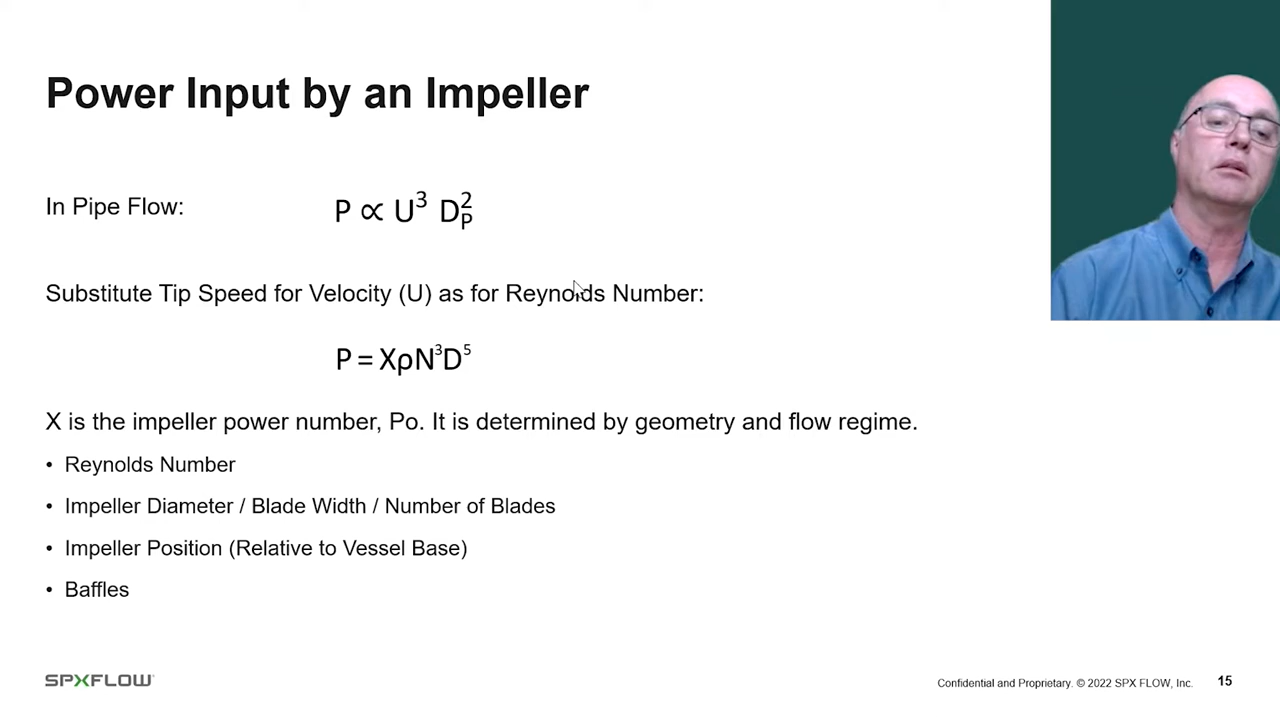 Power Input by an Impeller
In Pipe Flow: P ∝ U³ D²ₚ
Substitute Tip Speed for Velocity (U) as for Reynolds Number:
P = XρN³D⁵
X is the impeller power number, Po. It is determined by geometry and flow regime.
• Reynolds Number
• Impeller Diameter / Blade Width / Number of Blades
• Impeller Position (Relative to Vessel Base)
• Baffles
SPXFLOW
Confidential and Proprietary. © 2022 SPX FLOW, Inc. 15